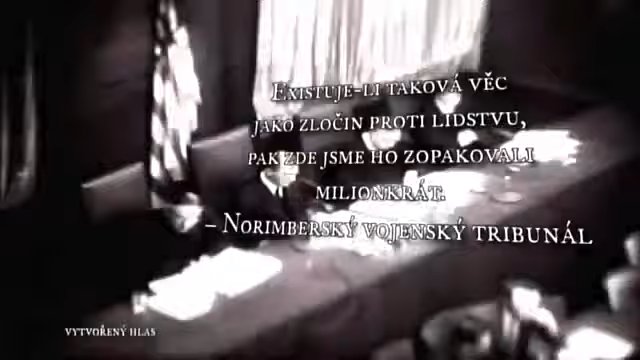 Existuje-li taková věc
jako zločin proti lidstvu,
pak zde jsme ho zopakovali
milionkrát.
– Norimberský vojenský tribunál
VYTVOŘENÝ HLAS